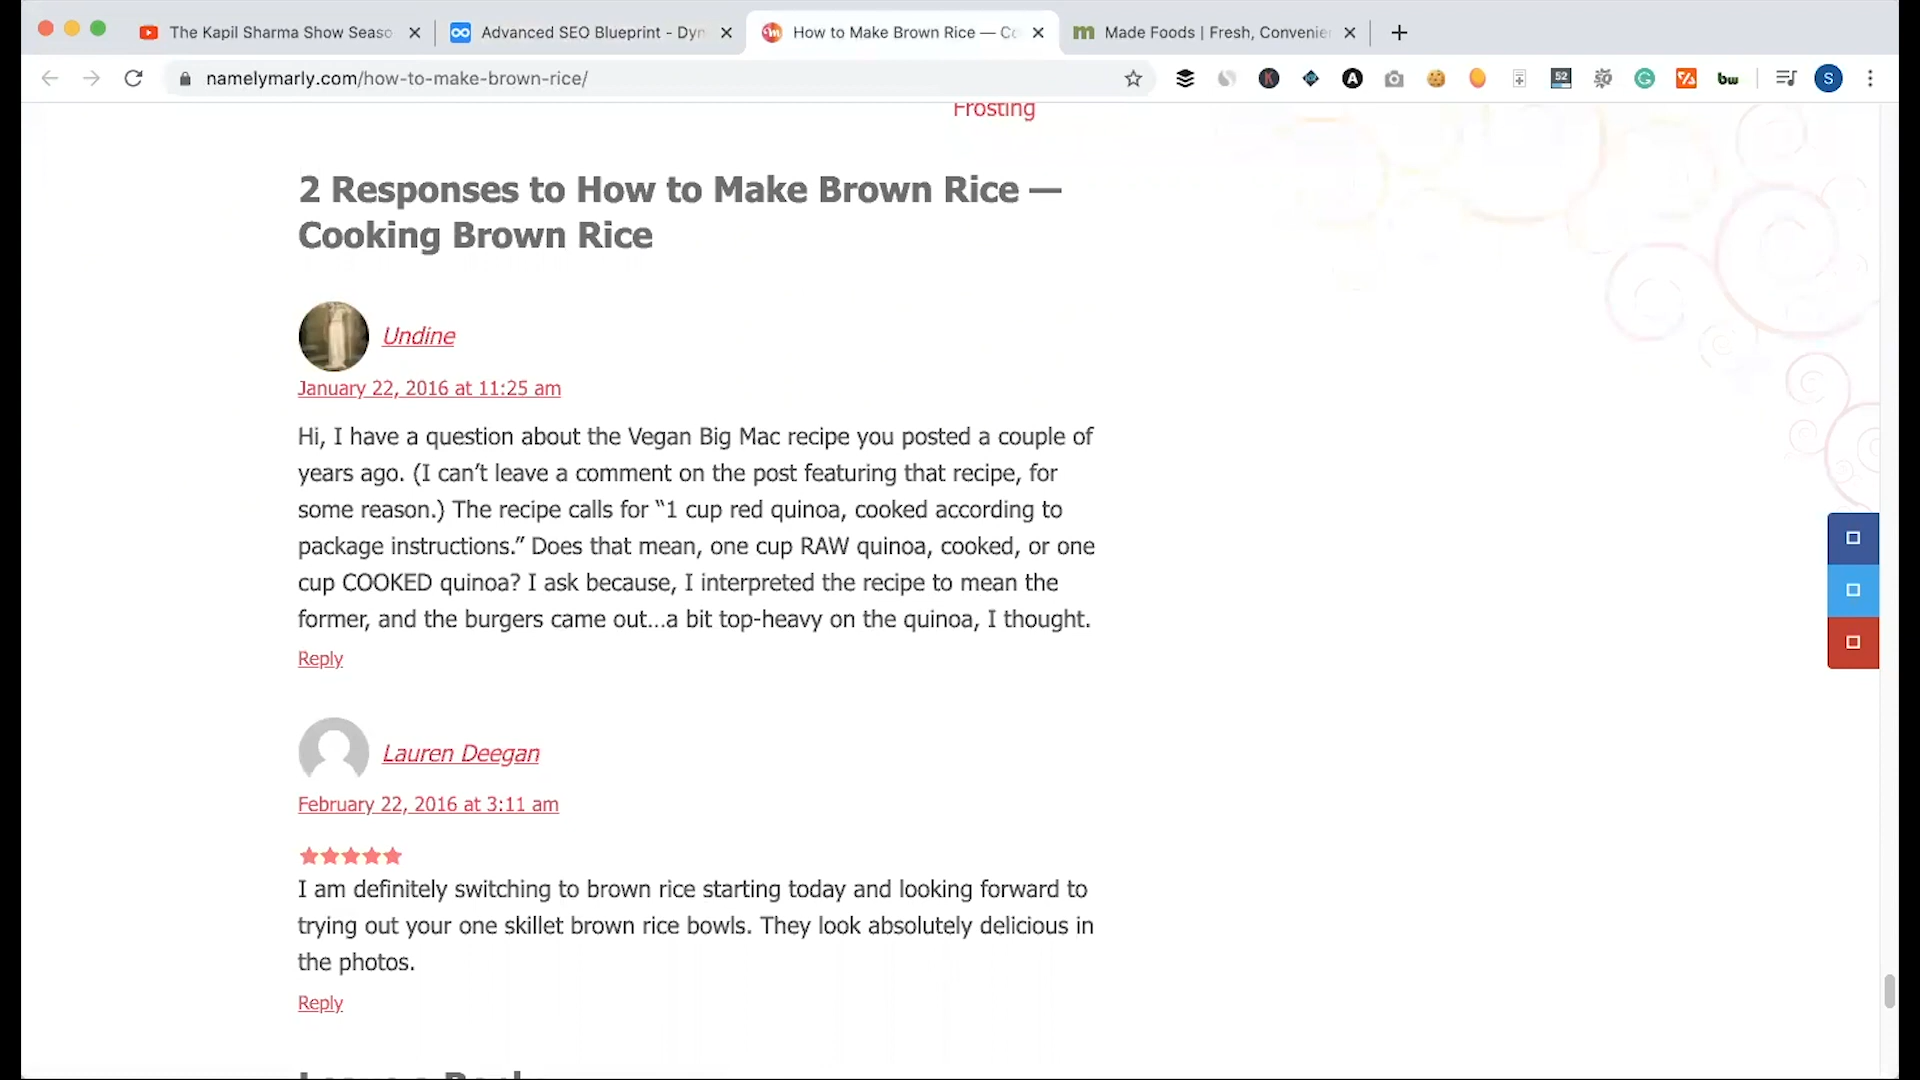 The Kapil Sharma Show Seaso
Advanced SEO Blueprint - Dyn
How to Make Brown Rice — Co
Made Foods | Fresh, Convenien
namelymarly.com/how-to-make-brown-rice/
K
A
52
SQ
G
bw
S
Frosting
2 Responses to How to Make Brown Rice —
Cooking Brown Rice
Undine
January 22, 2016 at 11:25 am
Hi, I have a question about the Vegan Big Mac recipe you posted a couple of
years ago. (I can’t leave a comment on the post featuring that recipe, for
some reason.) The recipe calls for “1 cup red quinoa, cooked according to
package instructions.” Does that mean, one cup RAW quinoa, cooked, or one
cup COOKED quinoa? I ask because, I interpreted the recipe to mean the
former, and the burgers came out…a bit top-heavy on the quinoa, I thought.
Reply
Lauren Deegan
February 22, 2016 at 3:11 am
I am definitely switching to brown rice starting today and looking forward to
trying out your one skillet brown rice bowls. They look absolutely delicious in
the photos.
Reply